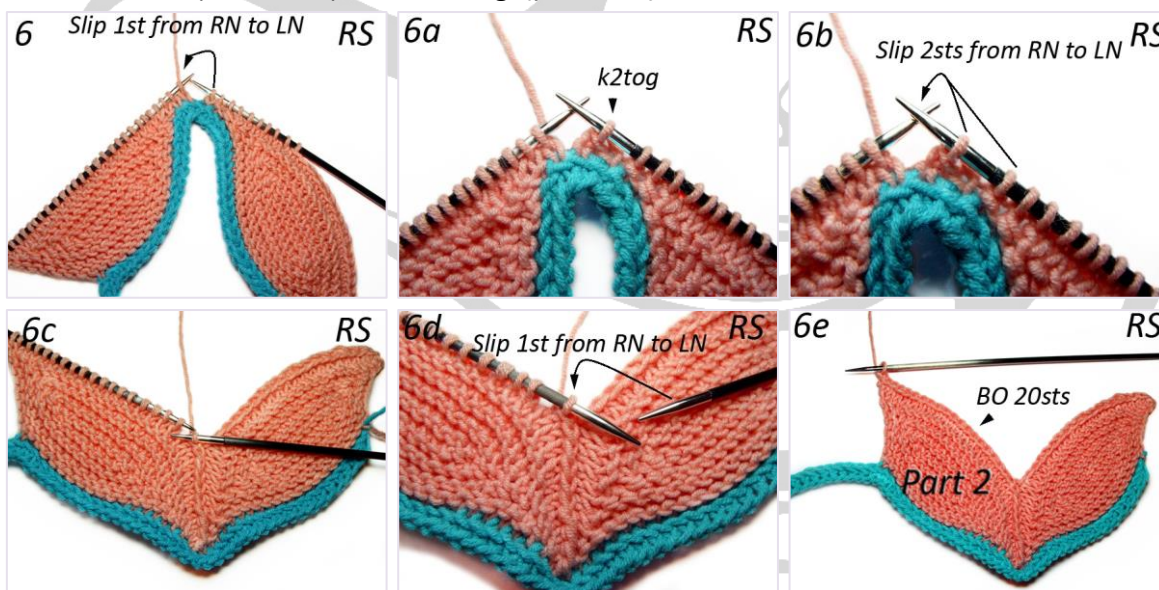 6 Slip 1st from RN to LN RS
6a RS
k2tog
6b RS
Slip 2sts from RN to LN
6c RS
6d RS
Slip 1st from RN to LN
6e RS
BO 20sts
Part 2